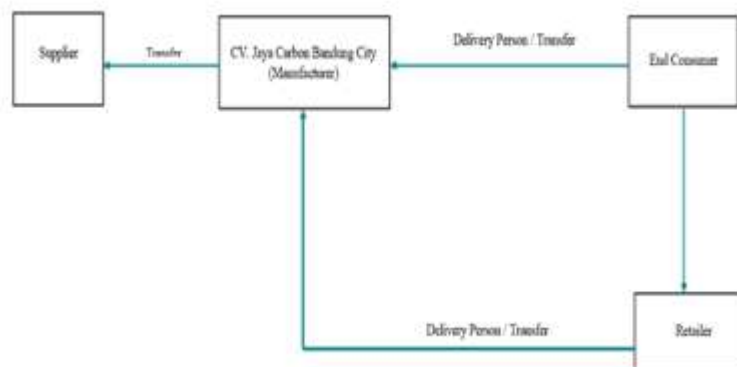 Supplier
Transfer
CV. Jaya Carbon Bandung City
(Manufacturer)
Delivery Person / Transfer
End Consumer
Delivery Person / Transfer
Retailer